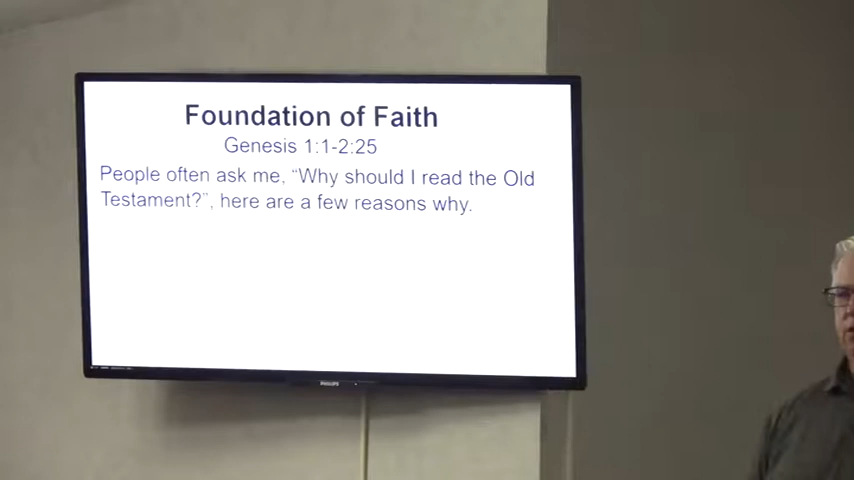 Foundation of Faith
Genesis 1:1-2:25
People often ask me, “Why should I read the Old
Testament?”, here are a few reasons why.
PHILIPS